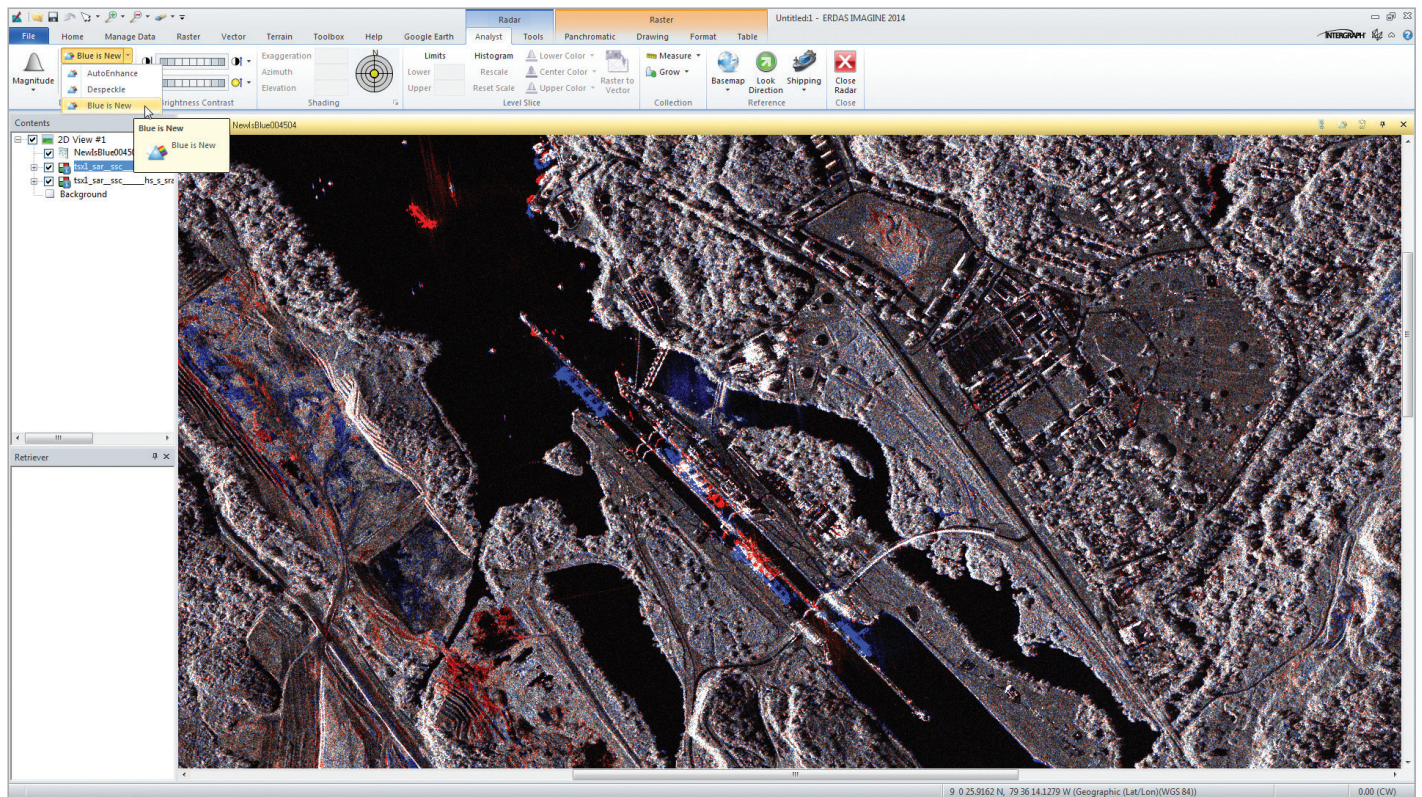 Radar
Raster
Untitled:1 - ERDAS IMAGINE 2014
File Home Manage Data Raster Vector Terrain Toolbox Help Google Earth Analyst Tools Panchromatic Drawing Format Table
INTERGRAPH
Magnitude
Blue is New
AutoEnhance
Despeckle
Blue is New
rightness Contrast
Exaggeration
Azimuth
Elevation
N
Shading
Limits
Lower
Upper
Histogram
Rescale
Reset Scale
Lower Color
Center Color
Upper Color
Raster to
Vector
Level Slice
Measure
Grow
Collection
Basemap
Look
Direction
Shipping
Reference
Close
Radar
Close
Blue is New
Blue is New
Contents
2D View #1
NewIsBlue00450
tsx1_sar_ssc_
tsx1_sar_ssc_____hs_s_sra
Background
Retriever
NewIsBlue004504
9 0 25.9162 N, 79 36 14.1279 W (Geographic (Lat/Lon)(WGS 84))
0.00 (CW)